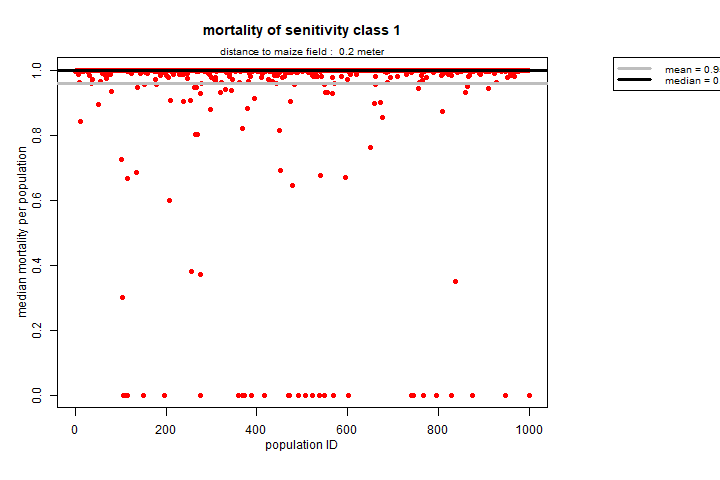 mortality of senitivity class 1
distance to maize field : 0.2 meter
mean = 0.9
median = 0
median mortality per population
1.0
0.8
0.6
0.4
0.2
0.0
0
200
400
600
800
1000
population ID